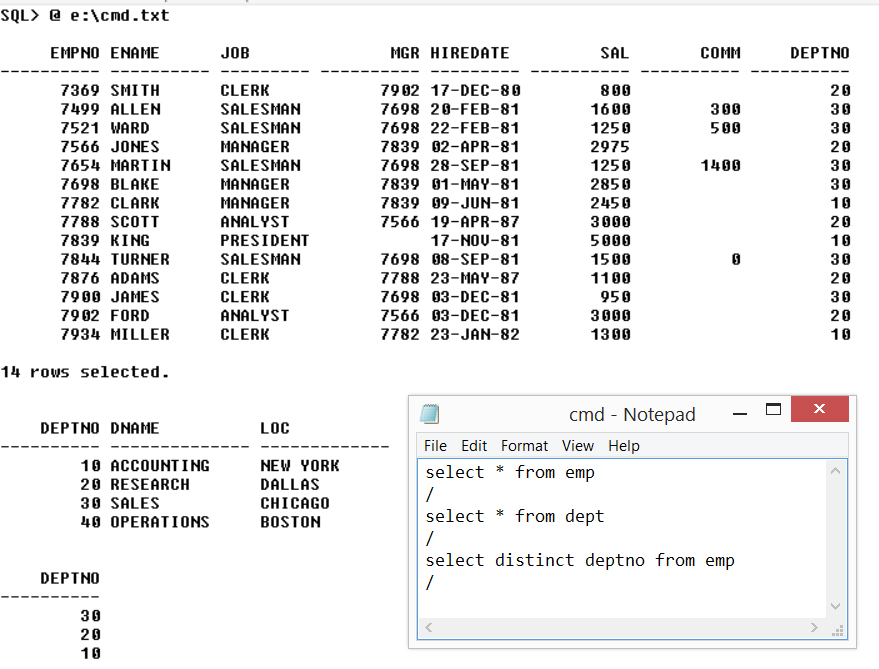 SQL> @ e:\cmd.txt
EMPNO ENAME JOB MGR HIREDATE SAL COMM DEPTNO
---------- ---------- --------- ---------- --------- ---------- ---------- ----------
7369 SMITH CLERK 7902 17-DEC-80 800 20
7499 ALLEN SALESMAN 7698 20-FEB-81 1600 300 30
7521 WARD SALESMAN 7698 22-FEB-81 1250 500 30
7566 JONES MANAGER 7839 02-APR-81 2975 20
7654 MARTIN SALESMAN 7698 28-SEP-81 1250 1400 30
7698 BLAKE MANAGER 7839 01-MAY-81 2850 30
7782 CLARK MANAGER 7839 09-JUN-81 2450 10
7788 SCOTT ANALYST 7566 19-APR-87 3000 20
7839 KING PRESIDENT 17-NOV-81 5000 10
7844 TURNER SALESMAN 7698 08-SEP-81 1500 0 30
7876 ADAMS CLERK 7788 23-MAY-87 1100 20
7900 JAMES CLERK 7698 03-DEC-81 950 30
7902 FORD ANALYST 7566 03-DEC-81 3000 20
7934 MILLER CLERK 7782 23-JAN-82 1300 10
14 rows selected.
DEPTNO DNAME LOC
---------- -------------- -------------
10 ACCOUNTING NEW YORK
20 RESEARCH DALLAS
30 SALES CHICAGO
40 OPERATIONS BOSTON
DEPTNO
----------
30
20
10
cmd - Notepad
File Edit Format View Help
select * from emp
/
select * from dept
/
select distinct deptno from emp
/